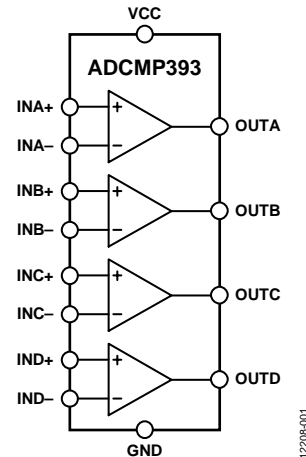 VCC
ADCMP393
INA+
+
OUTA
INA–
–
INB+
+
OUTB
INB–
–
INC+
+
OUTC
INC–
–
IND+
+
OUTD
IND–
–
GND
12208-001